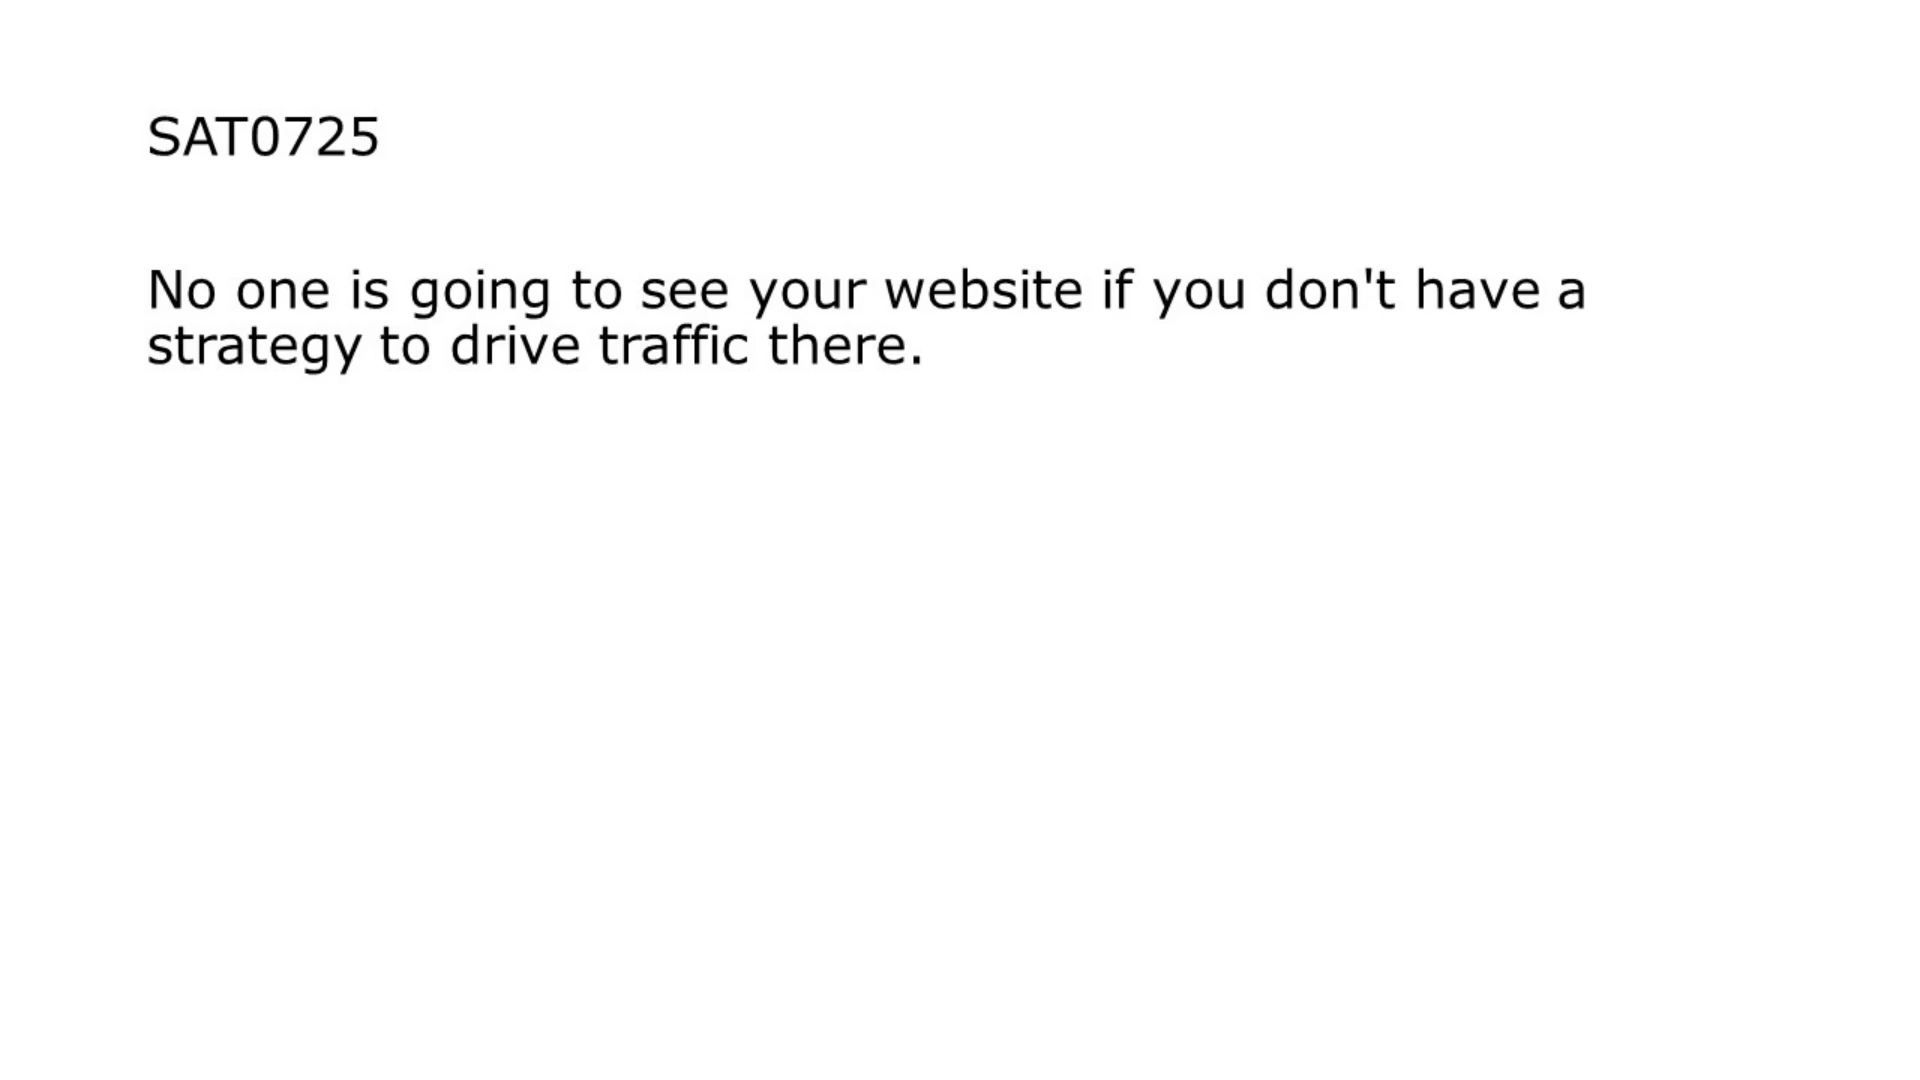 SAT0725
No one is going to see your website if you don't have a
strategy to drive traffic there.